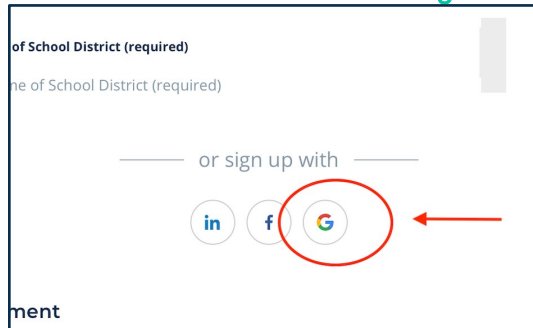 of School District (required)
ne of School District (required)
or sign up with
in f G
ment